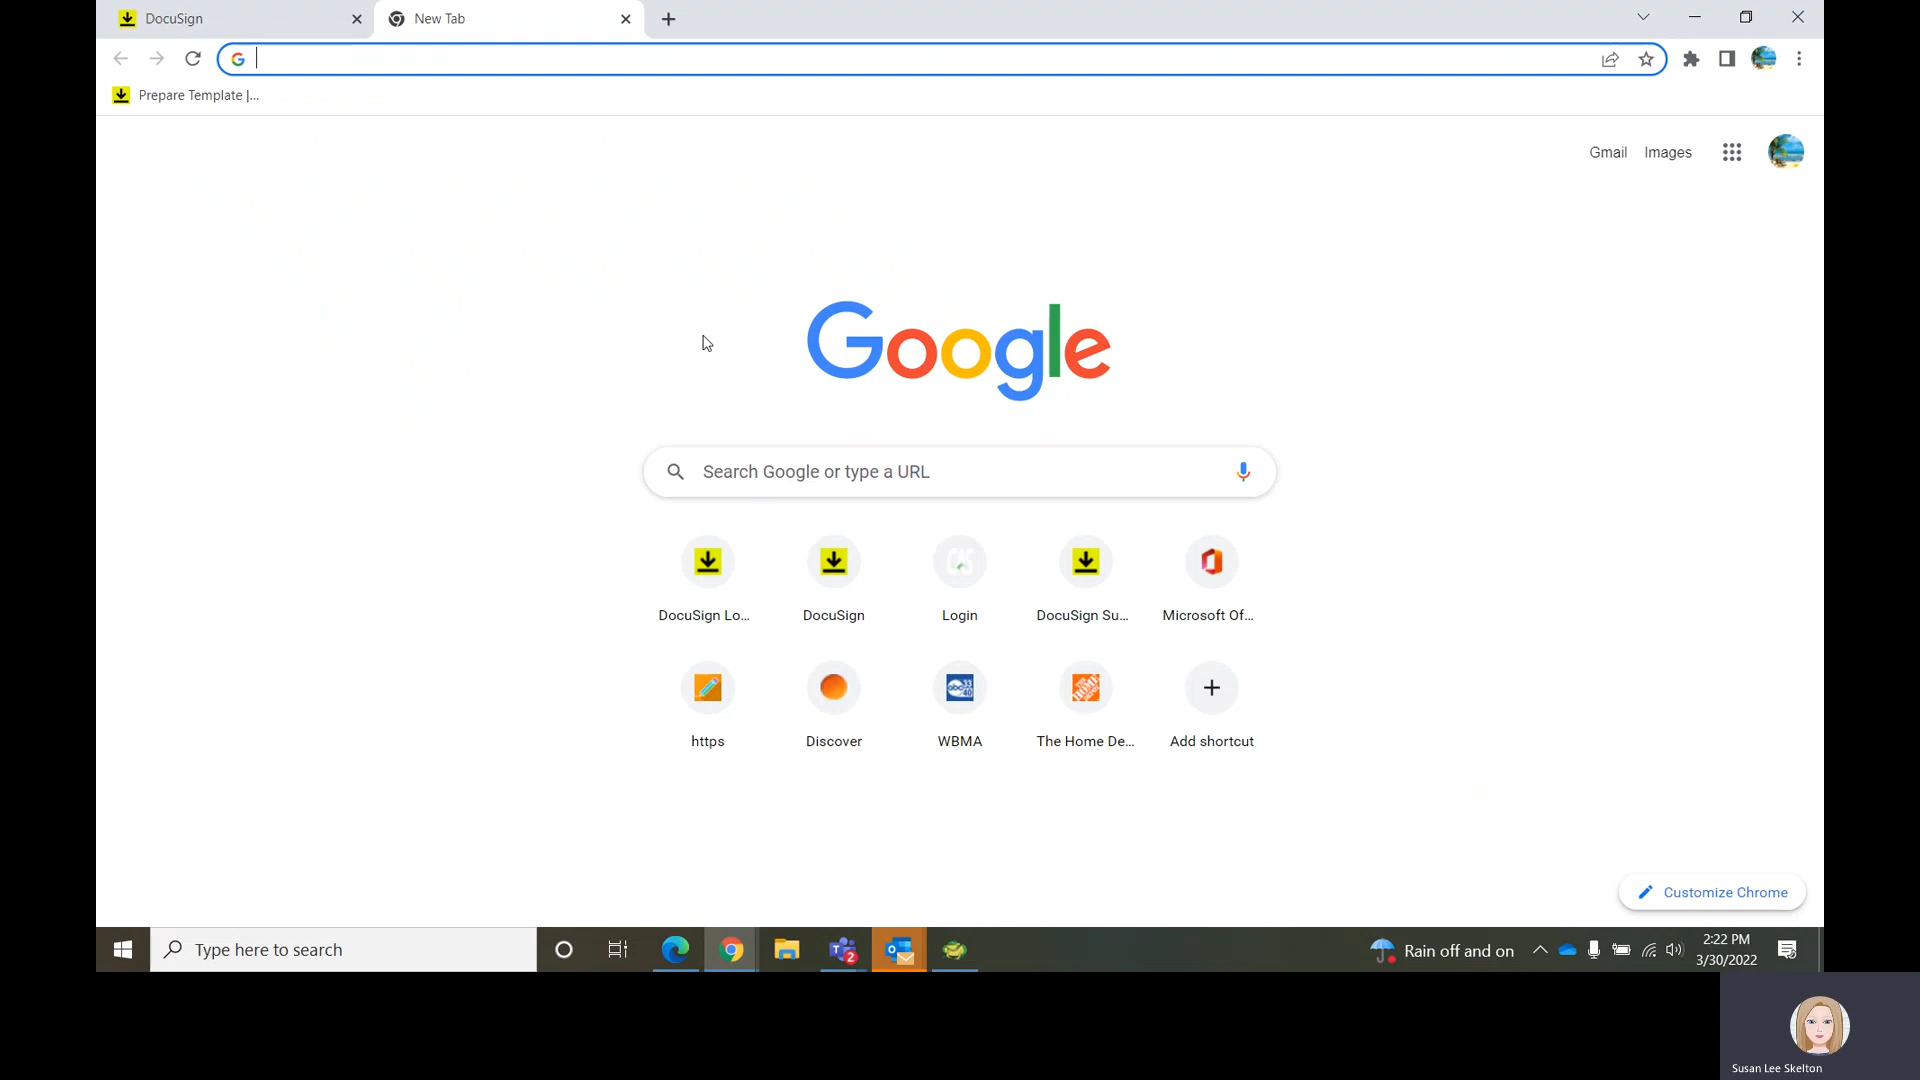 DocuSign
New Tab
Prepare Template |...
Gmail Images
Google
Search Google or type a URL
DocuSign Lo...
DocuSign
Login
DocuSign Su...
Microsoft Of...
https
Discover
WBMA
The Home De...
Add shortcut
Customize Chrome
Type here to search
2
Rain off and on
2:22 PM
3/30/2022
Susan Lee Skelton